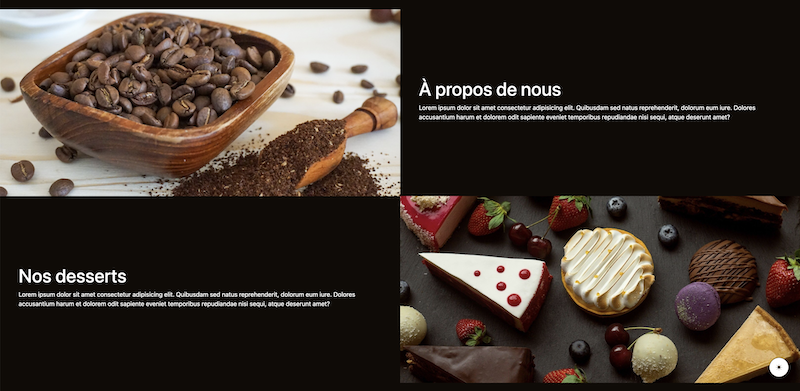 À propos de nous
Lorem ipsum dolor sit amet consectetur adipisicing elit. Quibusdam sed natus reprehenderit, dolorum eum iure. Dolores
accusantium harum et dolorem odit sapiente eveniet temporibus repudiandae nisi sequi, atque deserunt amet?
Nos desserts
Lorem ipsum dolor sit amet consectetur adipisicing elit. Quibusdam sed natus reprehenderit, dolorum eum iure. Dolores
accusantium harum et dolorem odit sapiente eveniet temporibus repudiandae nisi sequi, atque deserunt amet?